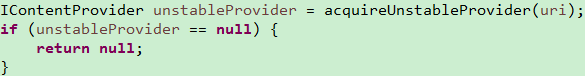 IContentProvider unstableProvider = acquireUnstableProvider(uri);
if (unstableProvider == null) {
    return null;
}